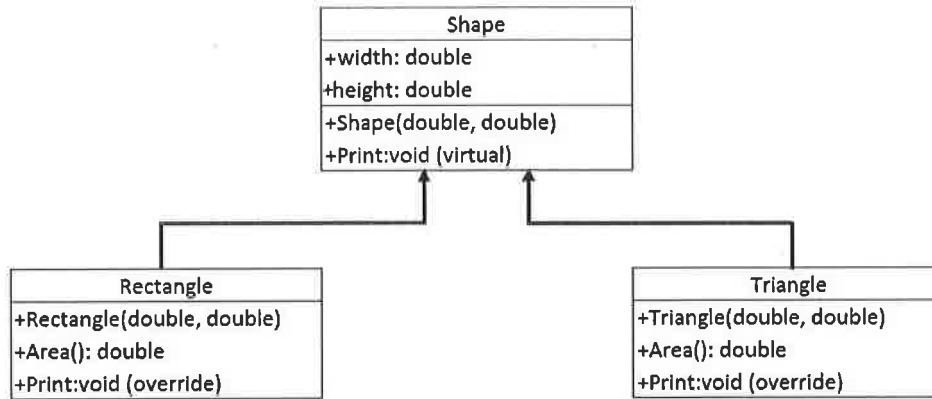 Shape
+width: double
+height: double
+Shape(double, double)
+Print:void (virtual)
Rectangle
+Rectangle(double, double)
+Area(): double
+Print:void (override)
Triangle
+Triangle(double, double)
+Area(): double
+Print:void (override)